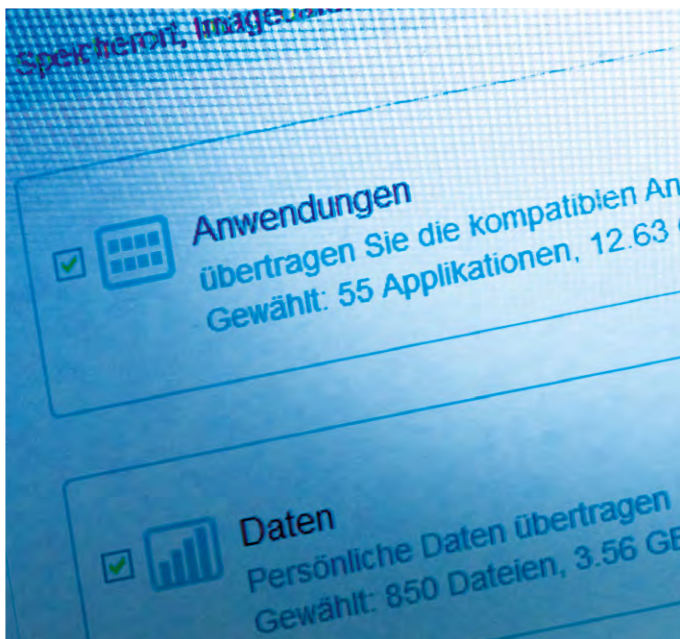 Speicherort,
Anwendungen
übertragen Sie die kompatiblen An
Gewählt: 55 Applikationen, 12.63
Daten
Persönliche Daten übertragen
Gewählt: 850 Dateien, 3.56 GB